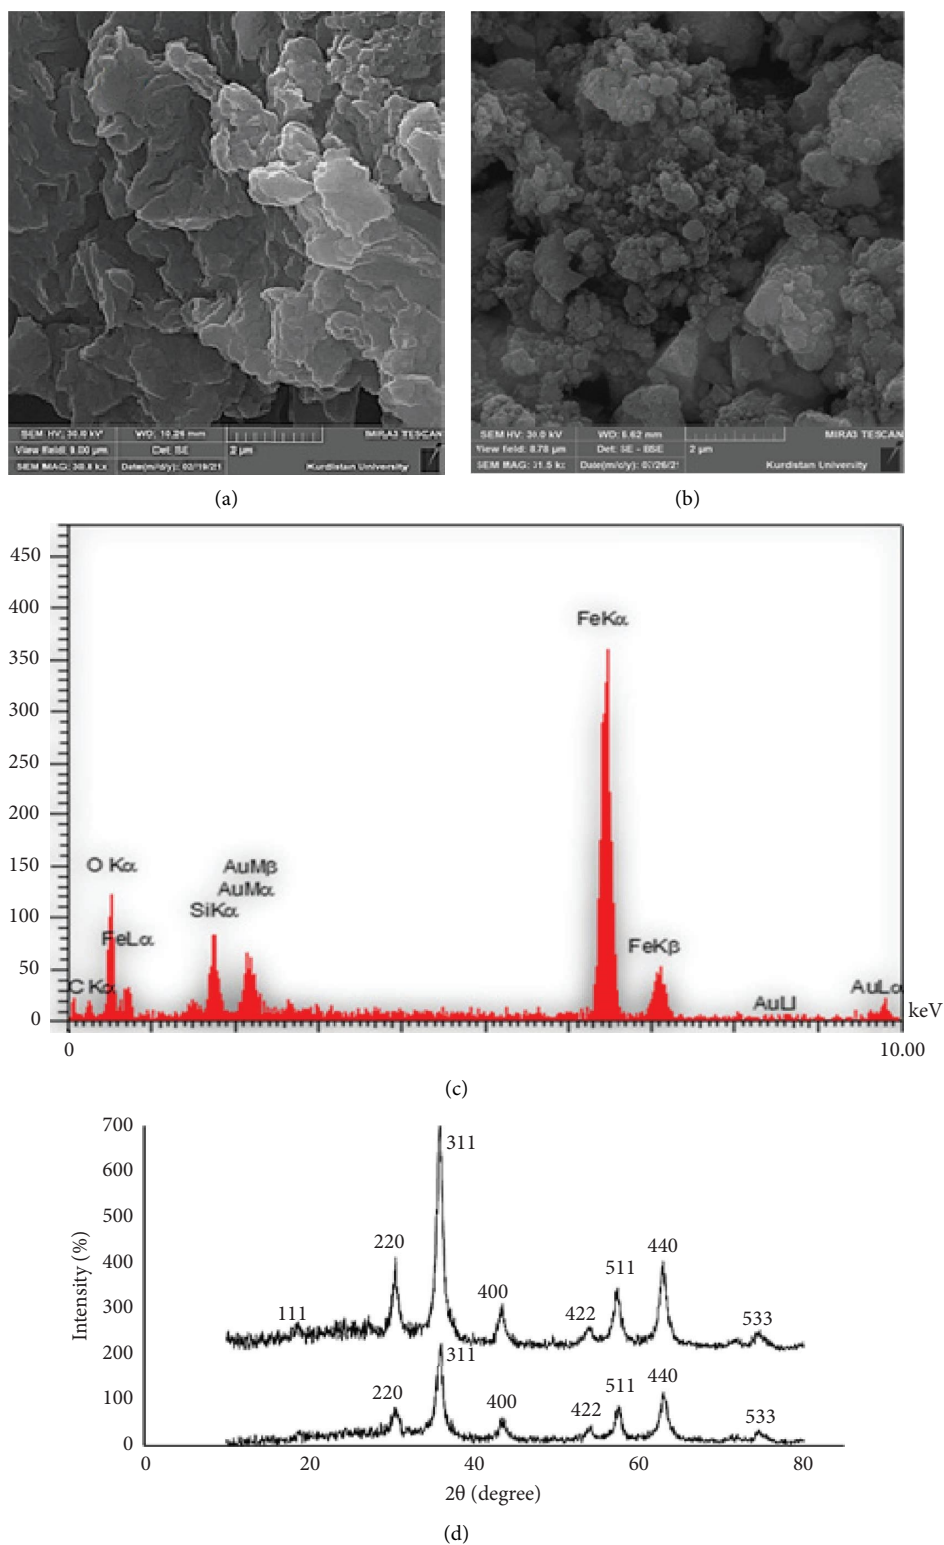 SEM HV: 30.0 kV WD: 10.26 mm MIRA3 TESCAN
View field: 9.00 µm Det: SE 2 µm
SEM MAG: 30.8 kx Date(m/d/y): 02/19/21 Kurdistan University
(a)
SEM HV: 30.0 kV WD: 6.62 mm MIRA3 TESCAN
View field: 8.78 µm Det: SE - BSE 2 µm
SEM MAG: 31.5 kx Kurdistan University
(b)
450
400
350
300
250
200
150
100
50
0
FeKα
O Kα
AuMβ
AuMα
SiKα
FeLα
FeKβ
C Kα
AuLl
AuLα
keV
0 10.00
(c)
700
600
500
400
300
200
100
0
Intensity (%)
111
220
311
400
422
511
440
533
220
311
400
422
511
440
533
0 20 40 60 80
2θ (degree)
(d)